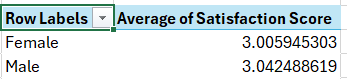 Row Labels Average of Satisfaction Score
Female 3.005945303
Male 3.042488619